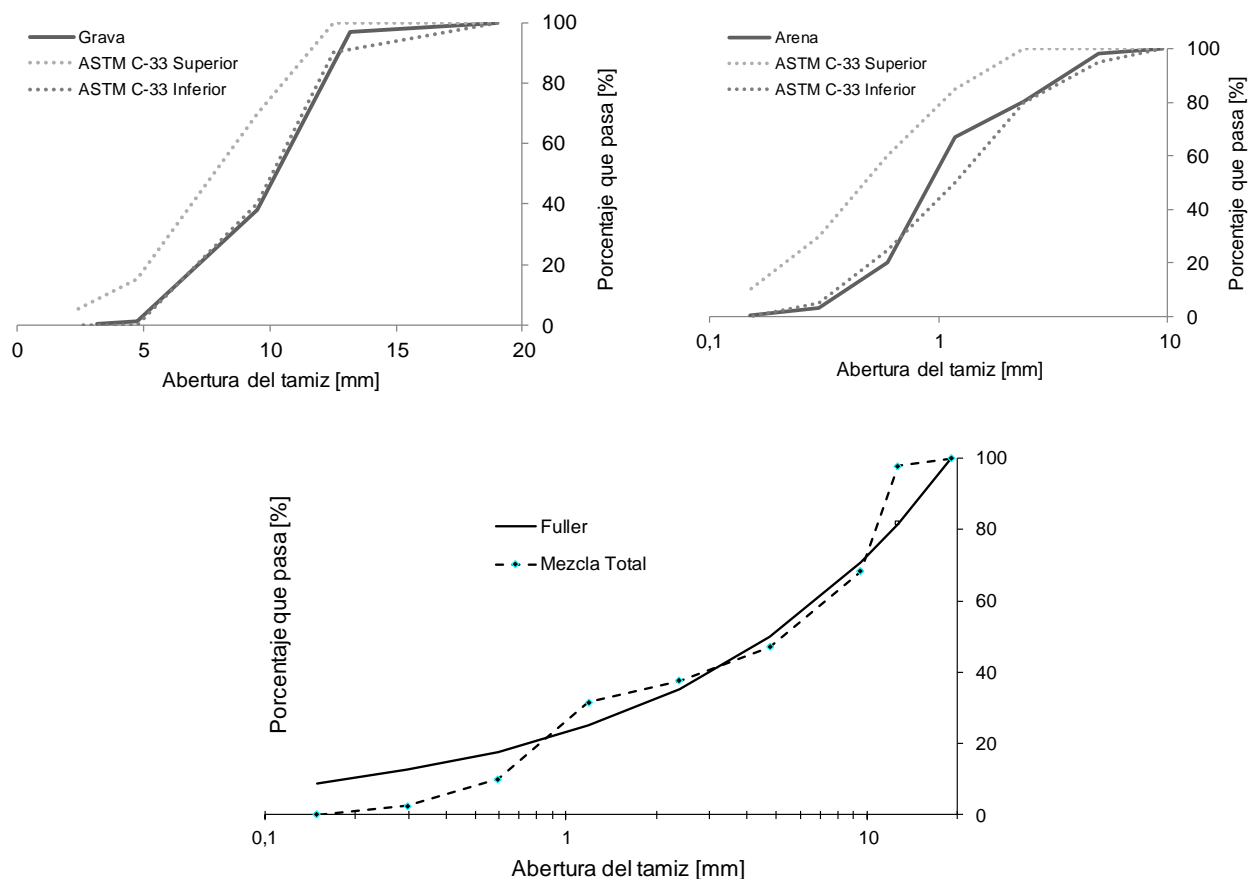 Grava
ASTM C-33 Superior
ASTM C-33 Inferior
100
80
60
40
20
0
Porcentaje que pasa [%]
0
5
10
15
20
Abertura del tamiz [mm]
Arena
ASTM C-33 Superior
ASTM C-33 Inferior
100
80
60
40
20
0
Porcentaje que pasa [%]
0,1
1
10
Abertura del tamiz [mm]
Porcentaje que pasa [%]
Fuller
Mezcla Total
100
80
60
40
20
0
0,1
1
10
Abertura del tamiz [mm]